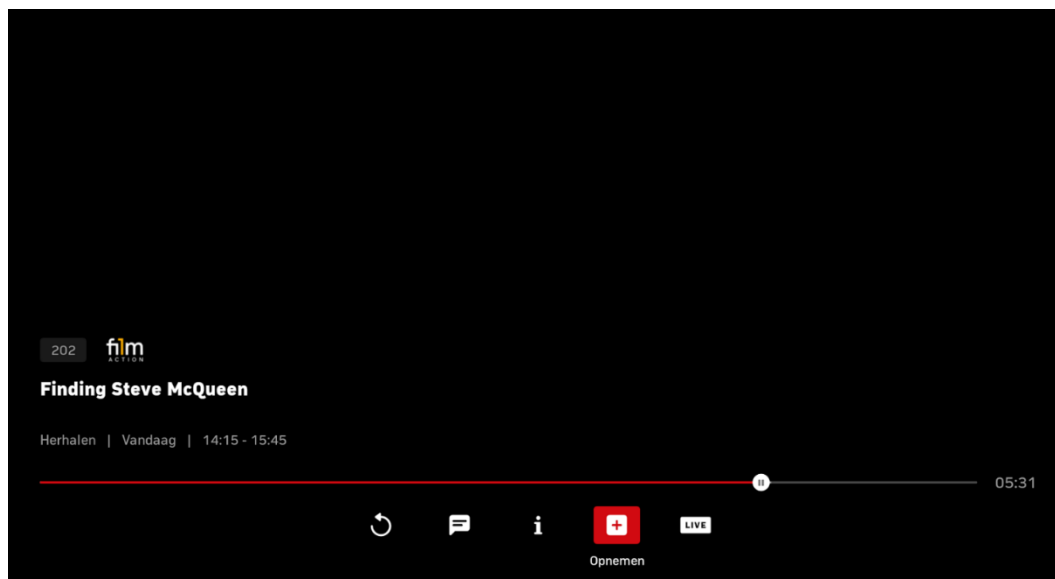 202 film
ACTION
Finding Steve McQueen
Herhalen | Vandaag | 14:15 - 15:45
05:31
i LIVE
Opnemen